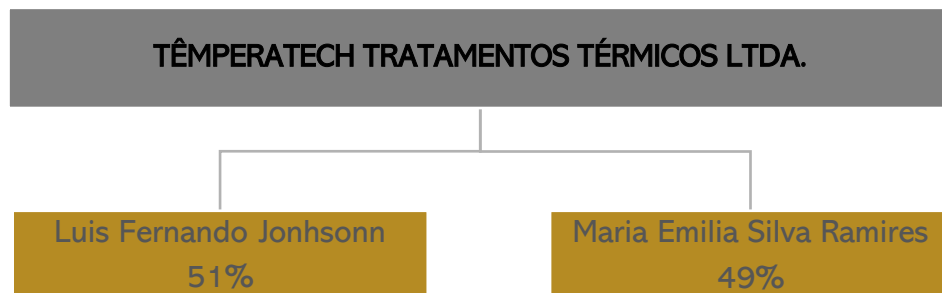 TÊMPERATECH TRATAMENTOS TÉRMICOS LTDA.
Luis Fernando Jonhsonn
51%
Maria Emilia Silva Ramires
49%